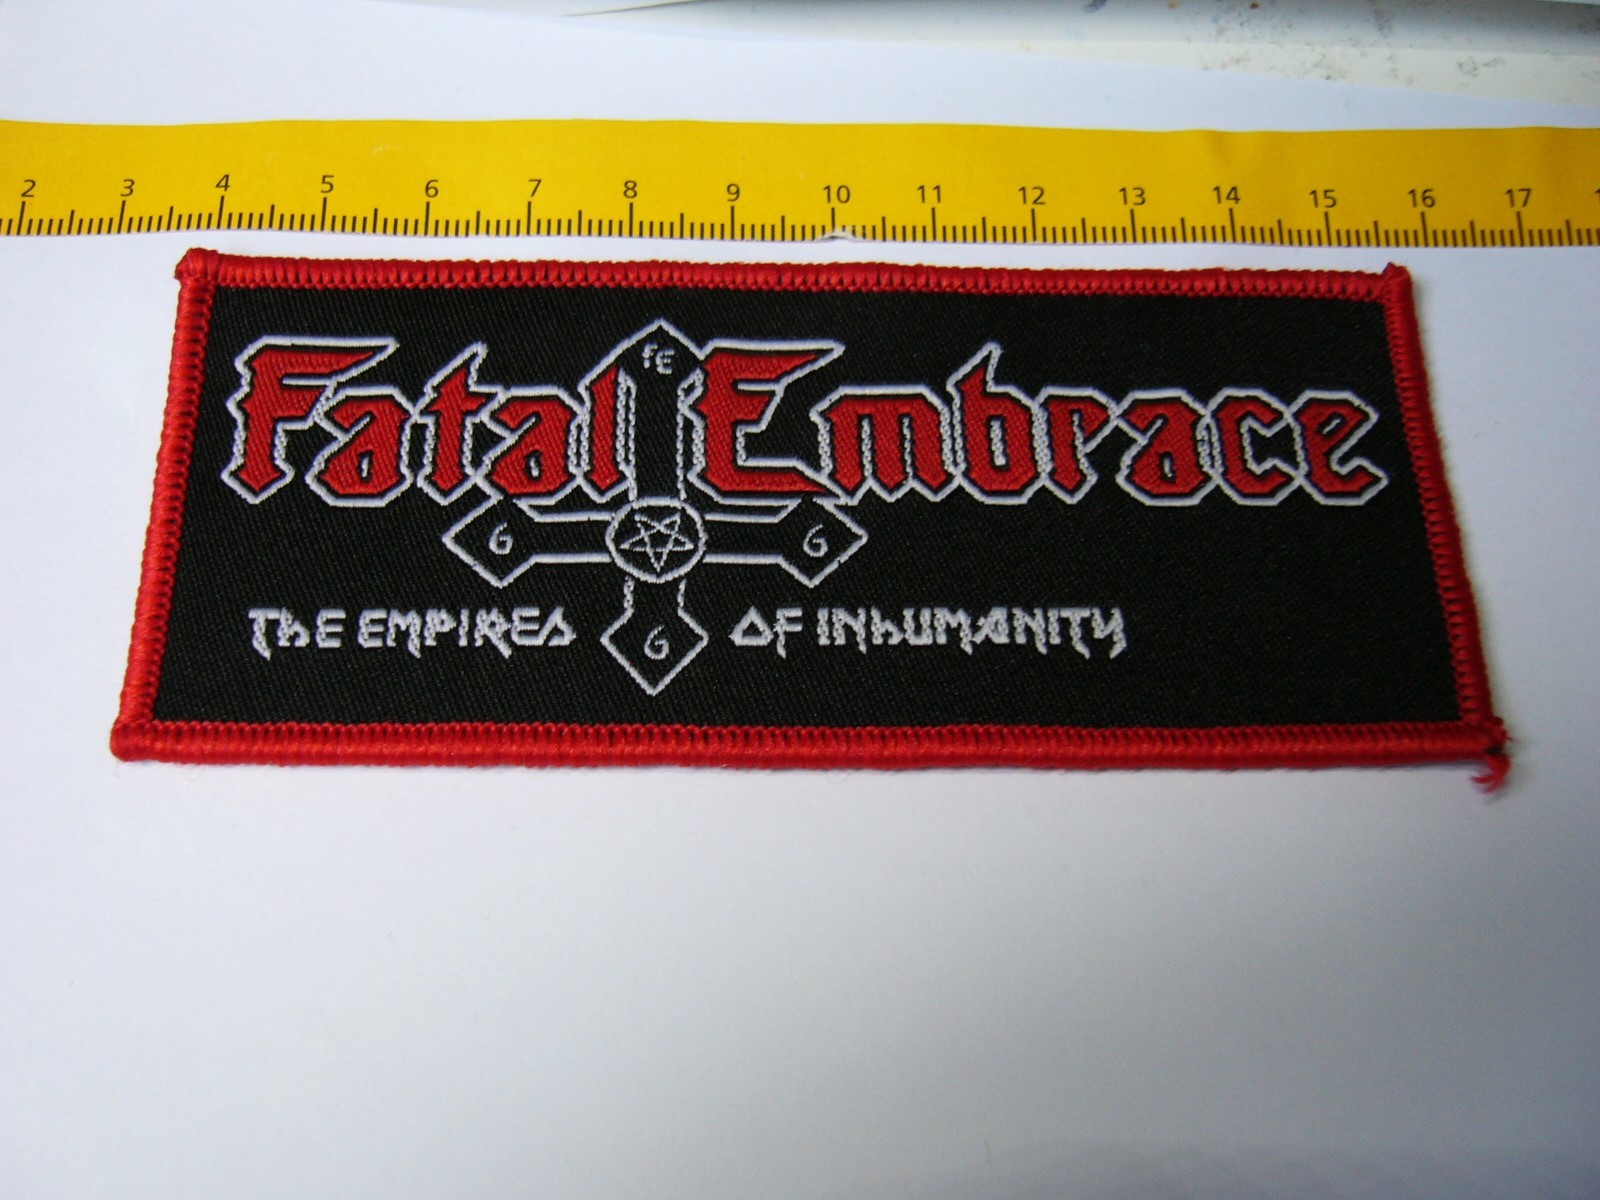 2 3 4 5 6 7 8 9 10 11 12 13 14 15 16 17
FE
Fatal Embrace
6 6
THE EMPIRES OF INHUMANITY
6